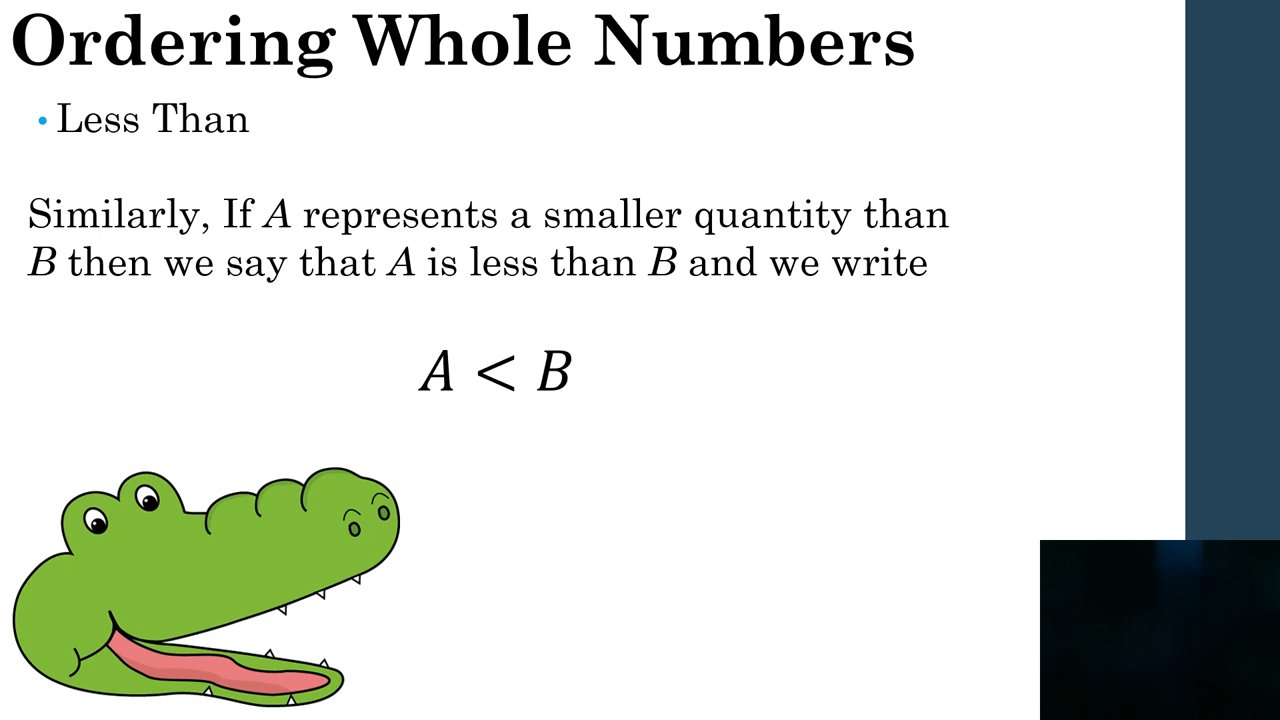 Ordering Whole Numbers
• Less Than
Similarly, If A represents a smaller quantity than
B then we say that A is less than B and we write
A < B